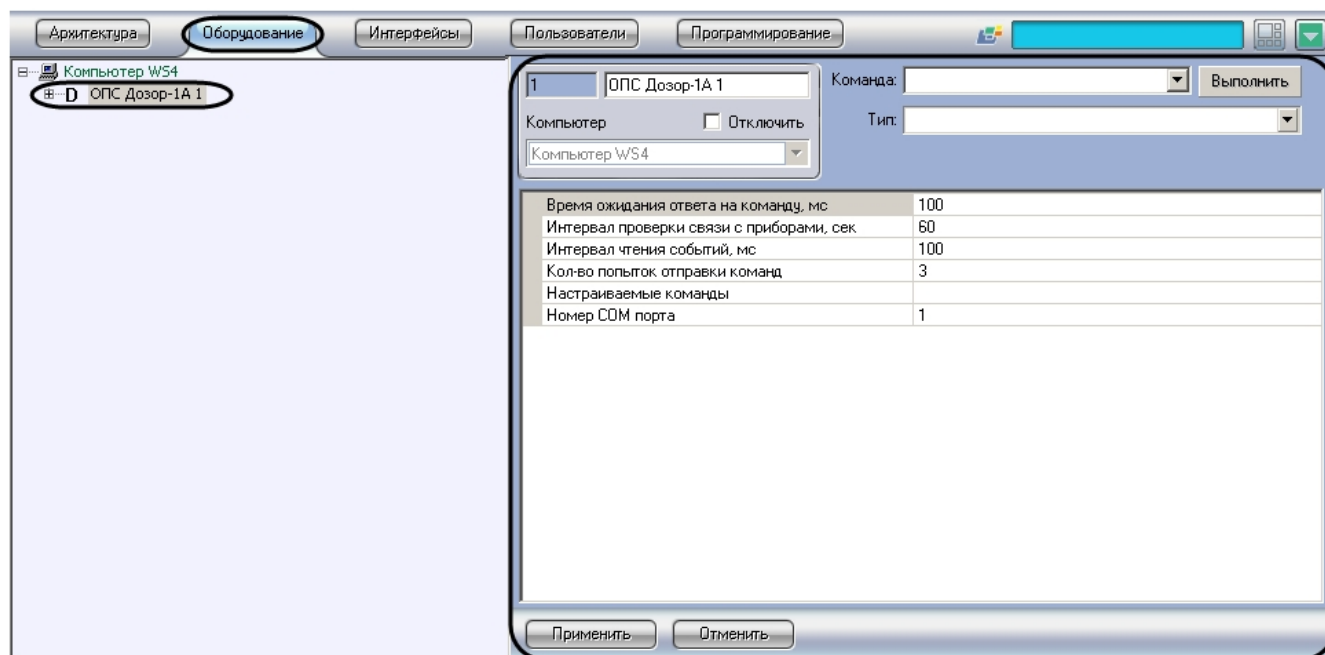 Архитектура Оборудование Интерфейсы Пользователи Программирование
Компьютер WS4
D ОПС Дозор-1А 1
1 ОПС Дозор-1А 1
Команда: Выполнить
Компьютер Отключить
Тип:
Компьютер WS4
Время ожидания ответа на команду, мс 100
Интервал проверки связи с приборами, сек 60
Интервал чтения событий, мс 100
Кол-во попыток отправки команд 3
Настраиваемые команды
Номер COM порта 1
Применить Отменить